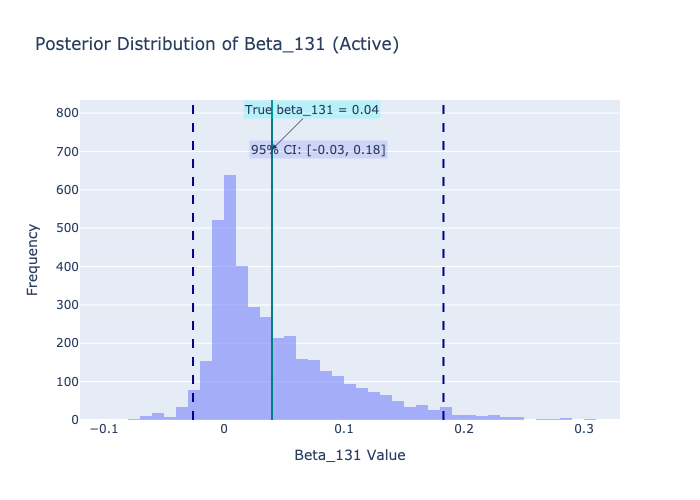 Posterior Distribution of Beta_131 (Active)
True beta_131 = 0.04
95% CI: [-0.03, 0.18]
Frequency
800
700
600
500
400
300
200
100
0
−0.1 0 0.1 0.2 0.3
Beta_131 Value